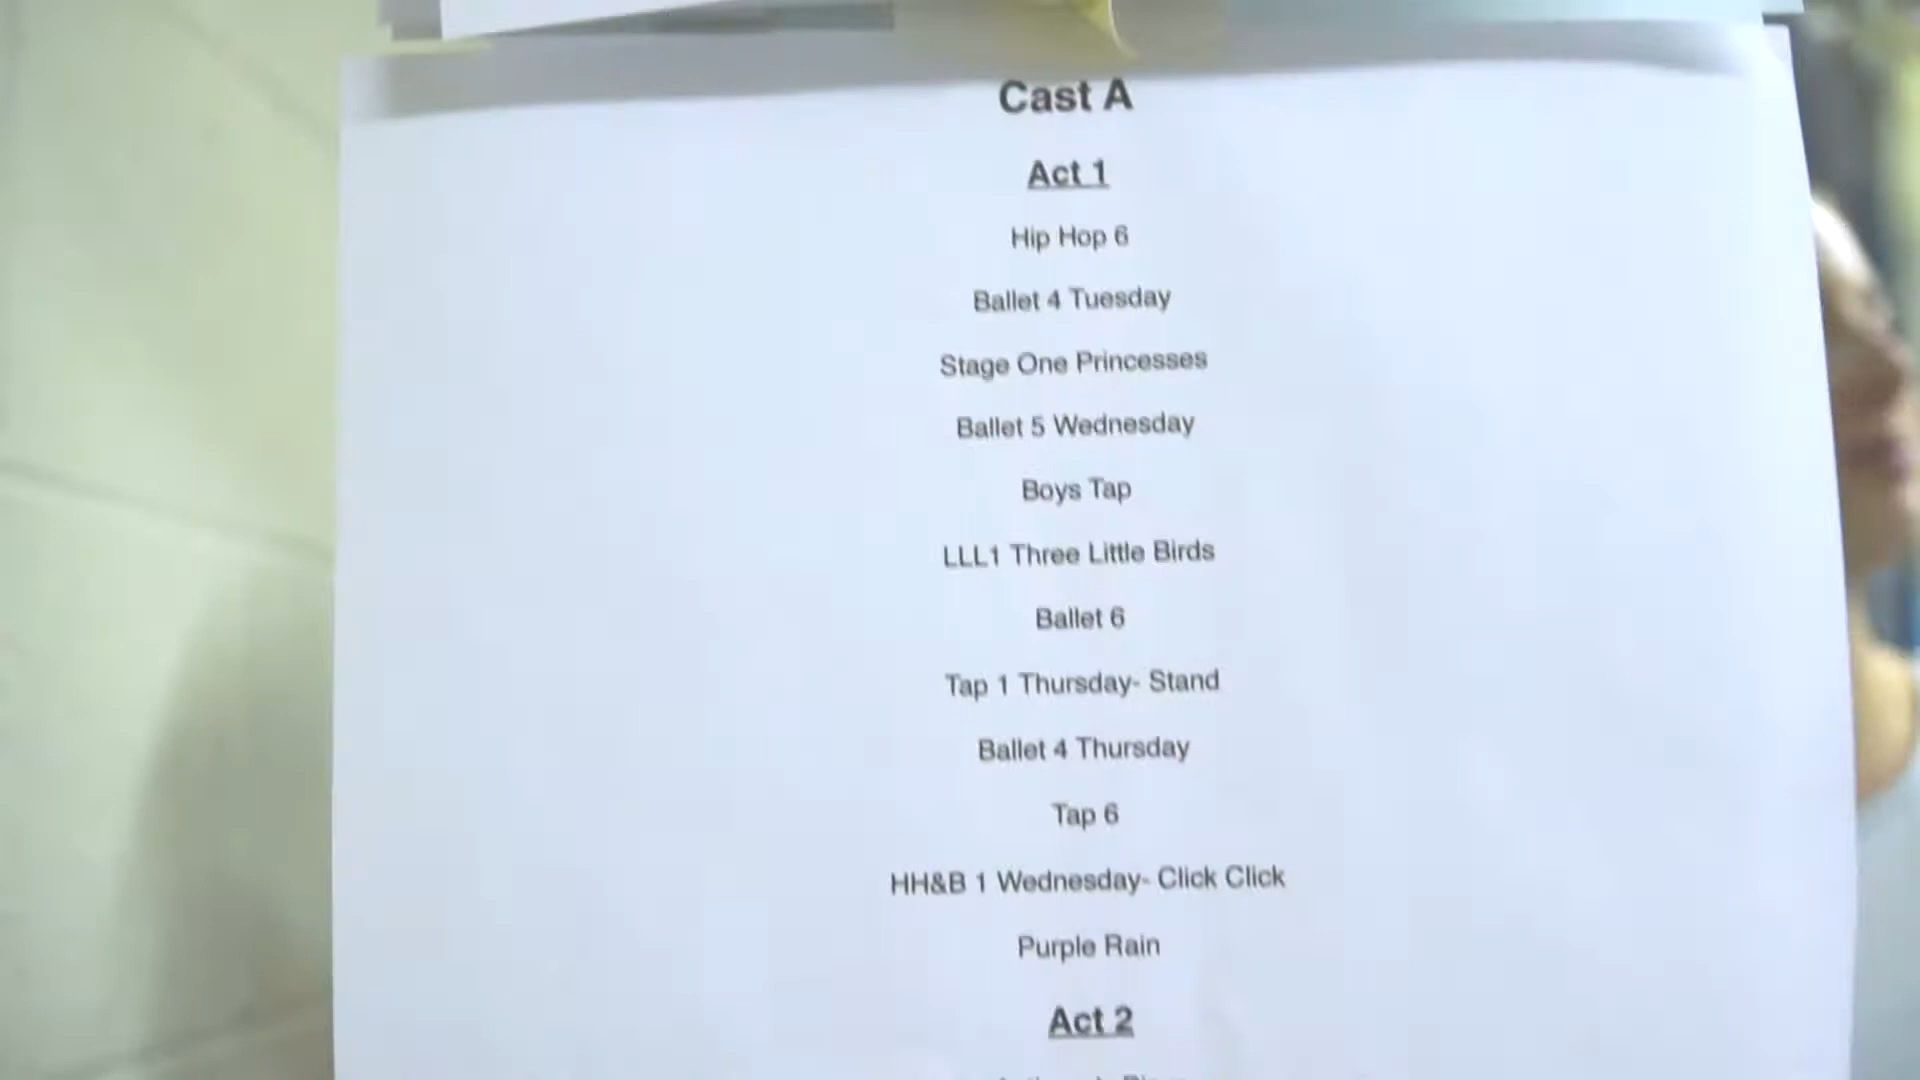 Cast A
Act 1
Hip Hop 6
Ballet 4 Tuesday
Stage One Princesses
Ballet 5 Wednesday
Boys Tap
LLL1 Three Little Birds
Ballet 6
Tap 1 Thursday- Stand
Ballet 4 Thursday
Tap 6
HH&B 1 Wednesday- Click Click
Purple Rain
Act 2